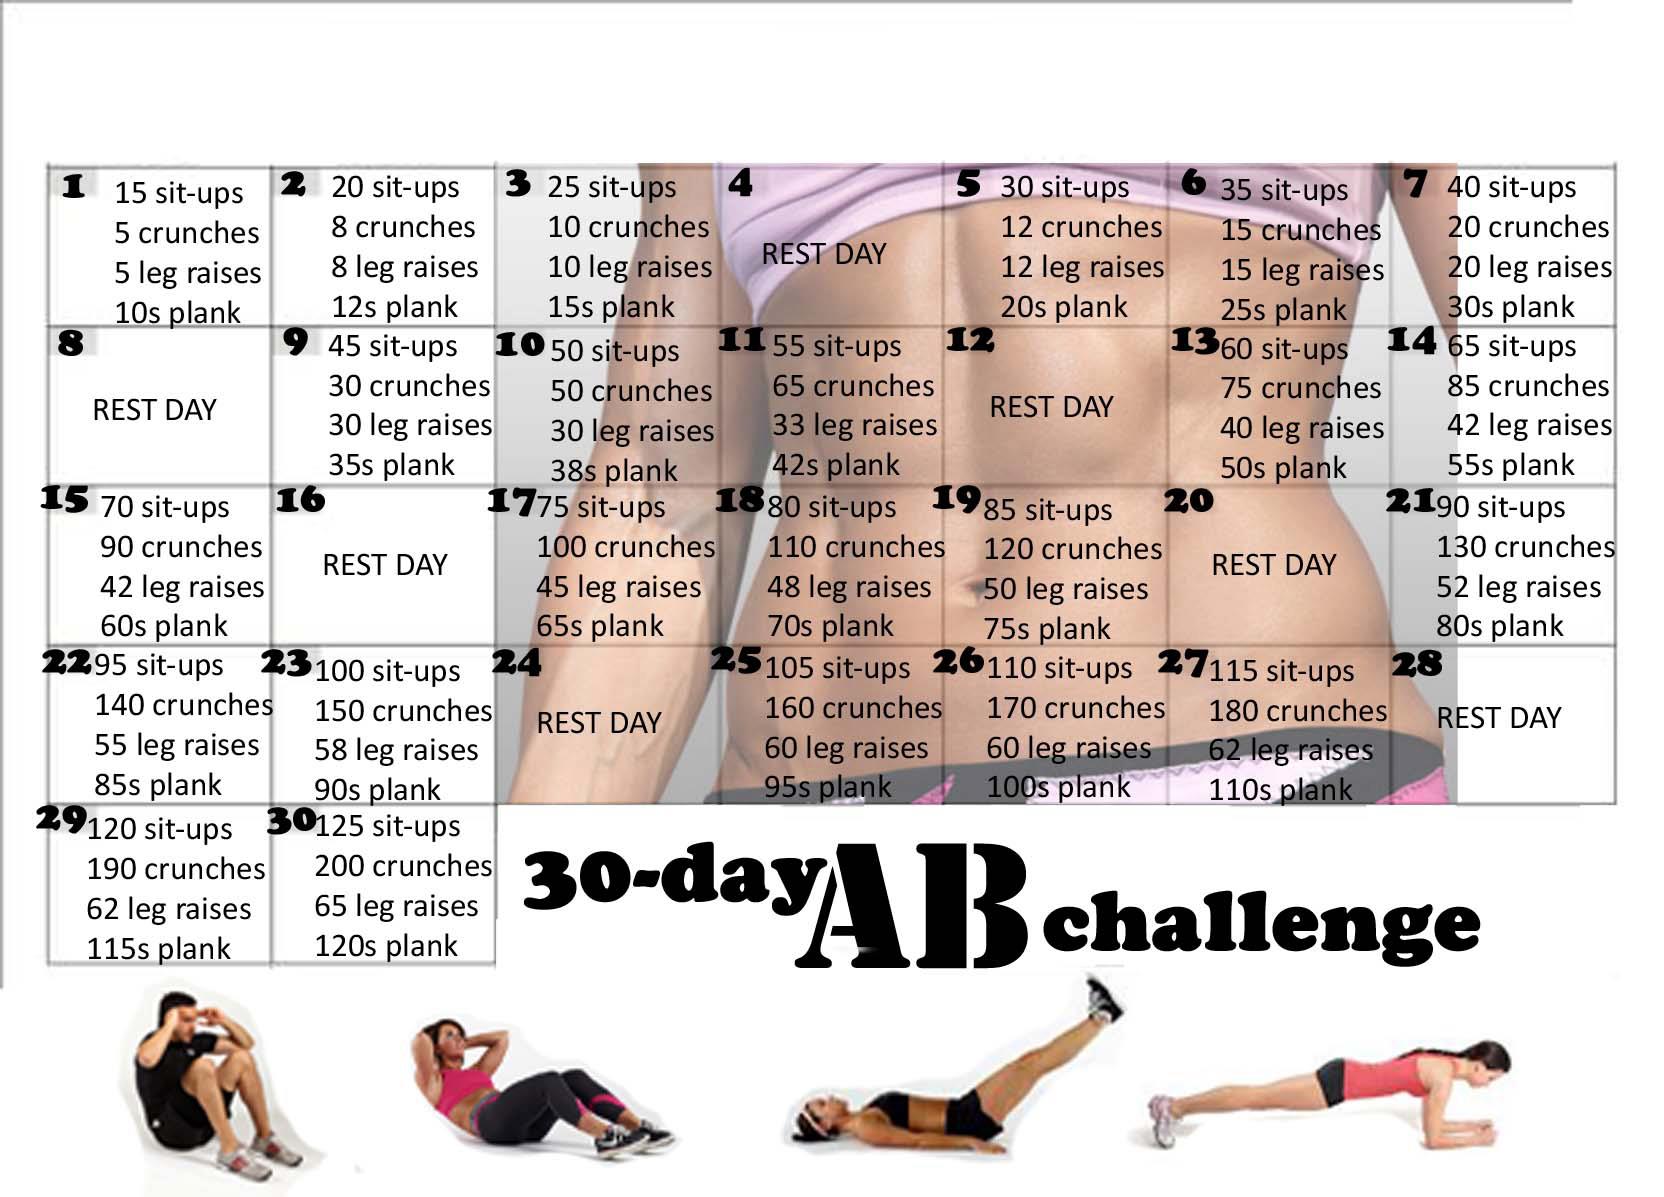 1
15 sit-ups
5 crunches
5 leg raises
10s plank
2
20 sit-ups
8 crunches
8 leg raises
12s plank
3
25 sit-ups
10 crunches
10 leg raises
15s plank
4
REST DAY
5
30 sit-ups
12 crunches
12 leg raises
20s plank
6
35 sit-ups
15 crunches
15 leg raises
25s plank
7
40 sit-ups
20 crunches
20 leg raises
30s plank
8
REST DAY
9
45 sit-ups
30 crunches
30 leg raises
35s plank
10
50 sit-ups
50 crunches
30 leg raises
38s plank
11
55 sit-ups
65 crunches
33 leg raises
42s plank
12
REST DAY
13
60 sit-ups
75 crunches
40 leg raises
50s plank
14
65 sit-ups
85 crunches
42 leg raises
55s plank
15
70 sit-ups
90 crunches
42 leg raises
60s plank
16
REST DAY
17
75 sit-ups
100 crunches
45 leg raises
65s plank
18
80 sit-ups
110 crunches
48 leg raises
70s plank
19
85 sit-ups
120 crunches
50 leg raises
75s plank
20
REST DAY
21
90 sit-ups
130 crunches
52 leg raises
80s plank
22
95 sit-ups
140 crunches
55 leg raises
85s plank
23
100 sit-ups
150 crunches
58 leg raises
90s plank
24
REST DAY
25
105 sit-ups
160 crunches
60 leg raises
95s plank
26
110 sit-ups
170 crunches
60 leg raises
100s plank
27
115 sit-ups
180 crunches
62 leg raises
110s plank
28
REST DAY
29
120 sit-ups
190 crunches
62 leg raises
115s plank
30
125 sit-ups
200 crunches
65 leg raises
120s plank
30-day AB challenge